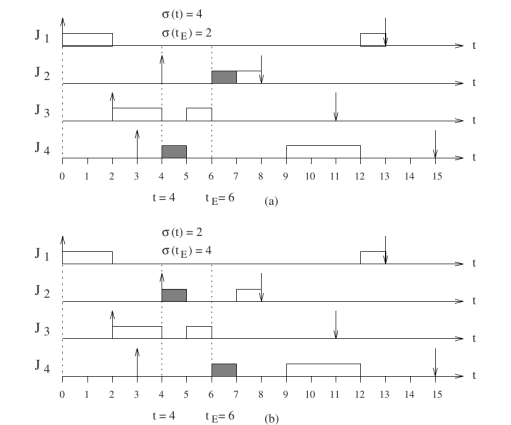 σ(t) = 4
σ(t_E) = 2
J 1 t
J 2 t
J 3 t
J 4 t
0 1 2 3 4 5 6 7 8 9 10 11 12 13 14 15
t = 4 t_E = 6 (a)
σ(t) = 2
σ(t_E) = 4
J 1 t
J 2 t
J 3 t
J 4 t
0 1 2 3 4 5 6 7 8 9 10 11 12 13 14 15
t = 4 t_E = 6 (b)